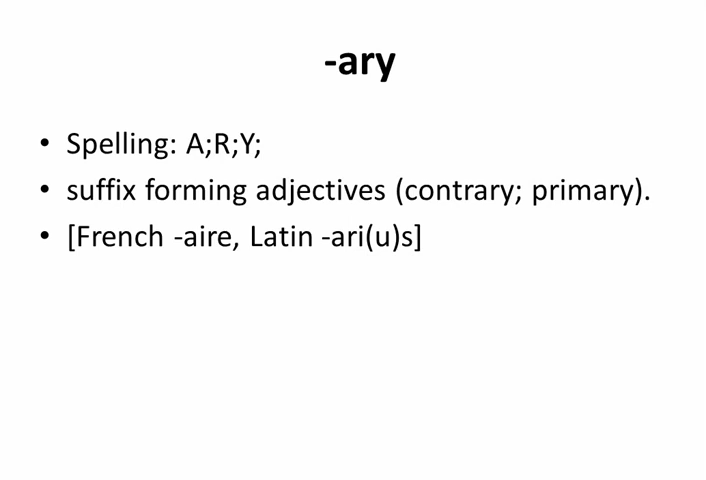 -ary
• Spelling: A;R;Y;
• suffix forming adjectives (contrary; primary).
• [French -aire, Latin -ari(u)s]